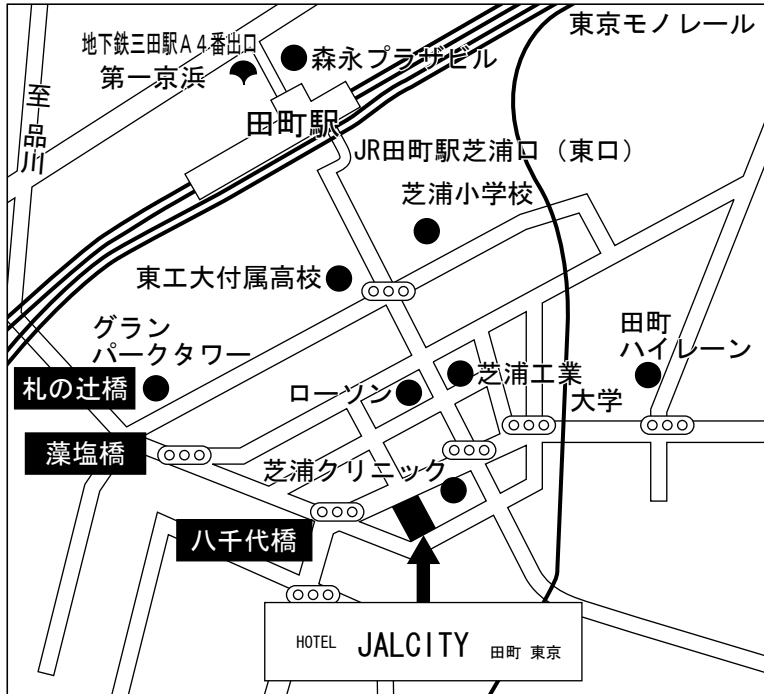 東京モノレール
地下鉄三田駅A4番出口
森永プラザビル
第一京浜
至品川
田町駅
JR田町駅芝浦口(東口)
芝浦小学校
東工大付属高校
グラン
パークタワー
田町
ハイレーン
札の辻橋
ローソン
芝浦工業
大学
藻塩橋
芝浦クリニック
八千代橋
HOTEL JALCITY 田町 東京